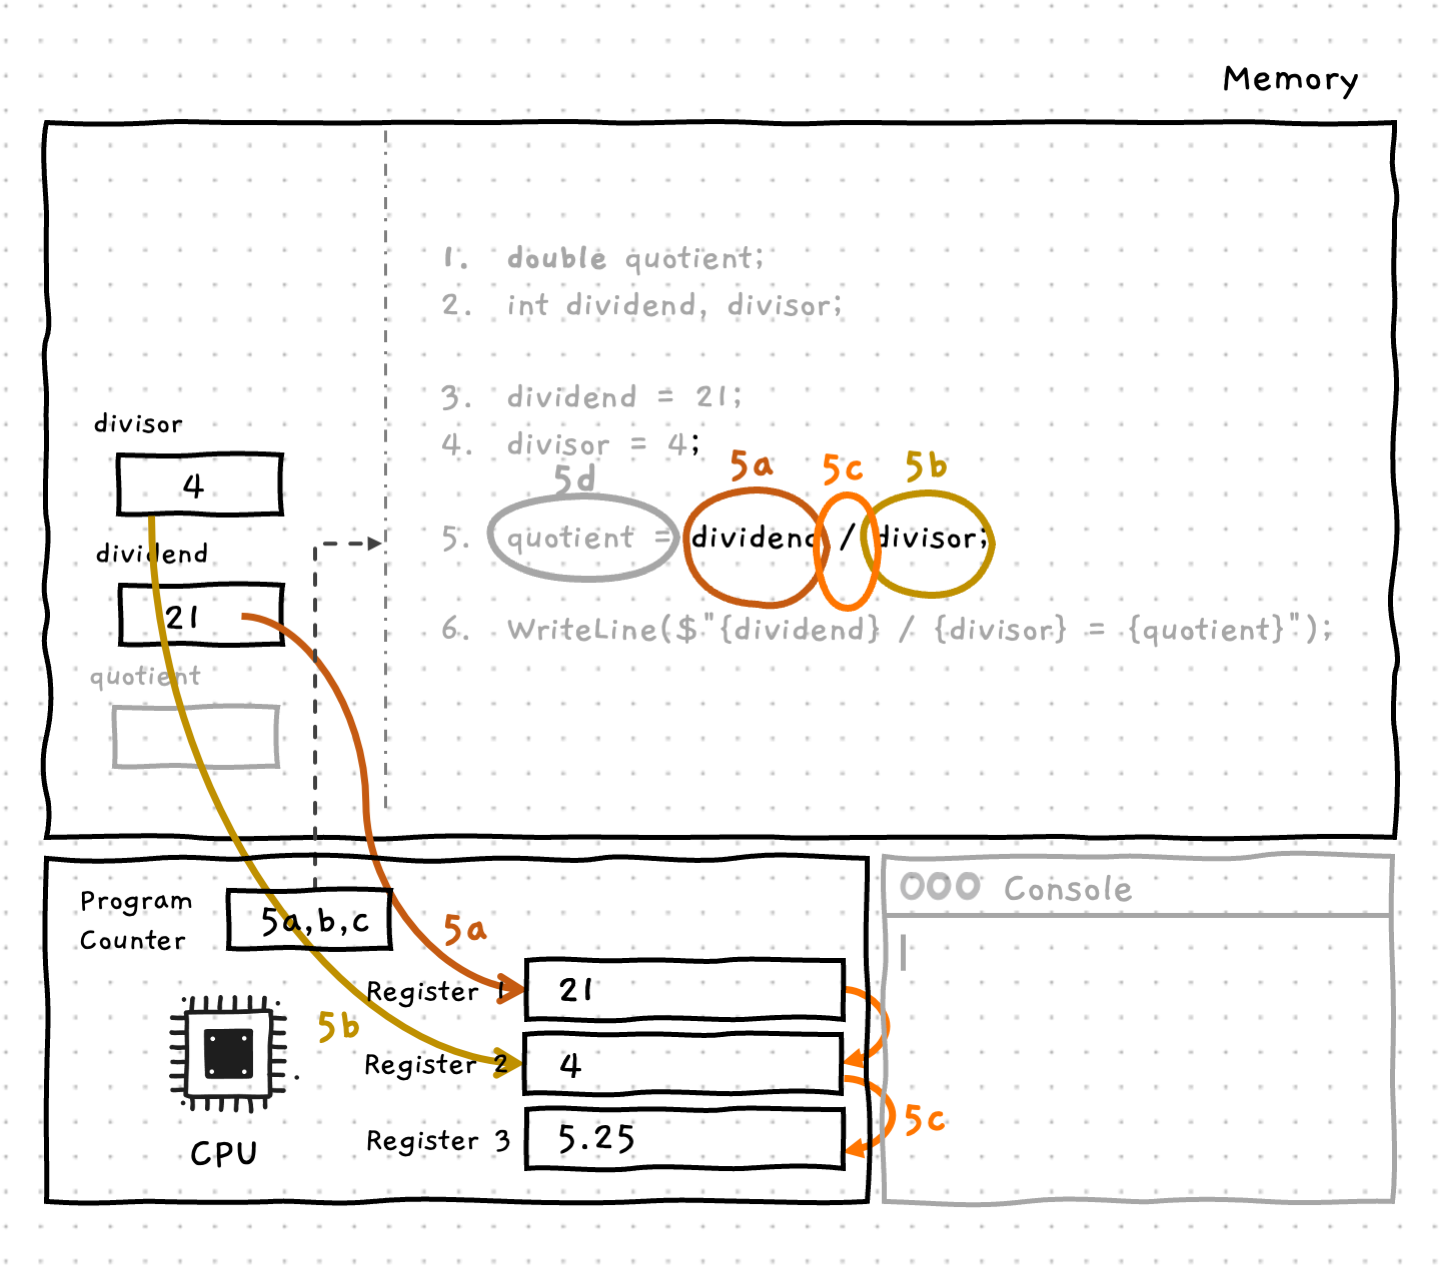 Memory
1. double quotient;
2. int dividend, divisor;
3. dividend = 21;
4. divisor = 4;
5d 5a 5c 5b
5. quotient = dividend / divisor;
6. WriteLine($"{dividend} / {divisor} = {quotient}");
divisor
4
dividend
21
quotient
Program
Counter
5a,b,c
5a
5b
Register 1
21
Register 2
4
Register 3
5.25
5c
CPU
Console